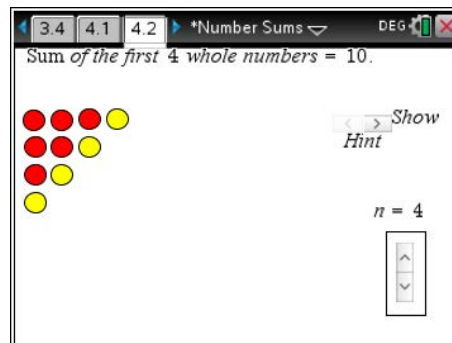 3.4 4.1 4.2 *Number Sums DEG
Sum of the first 4 whole numbers = 10.
Show
Hint
n = 4